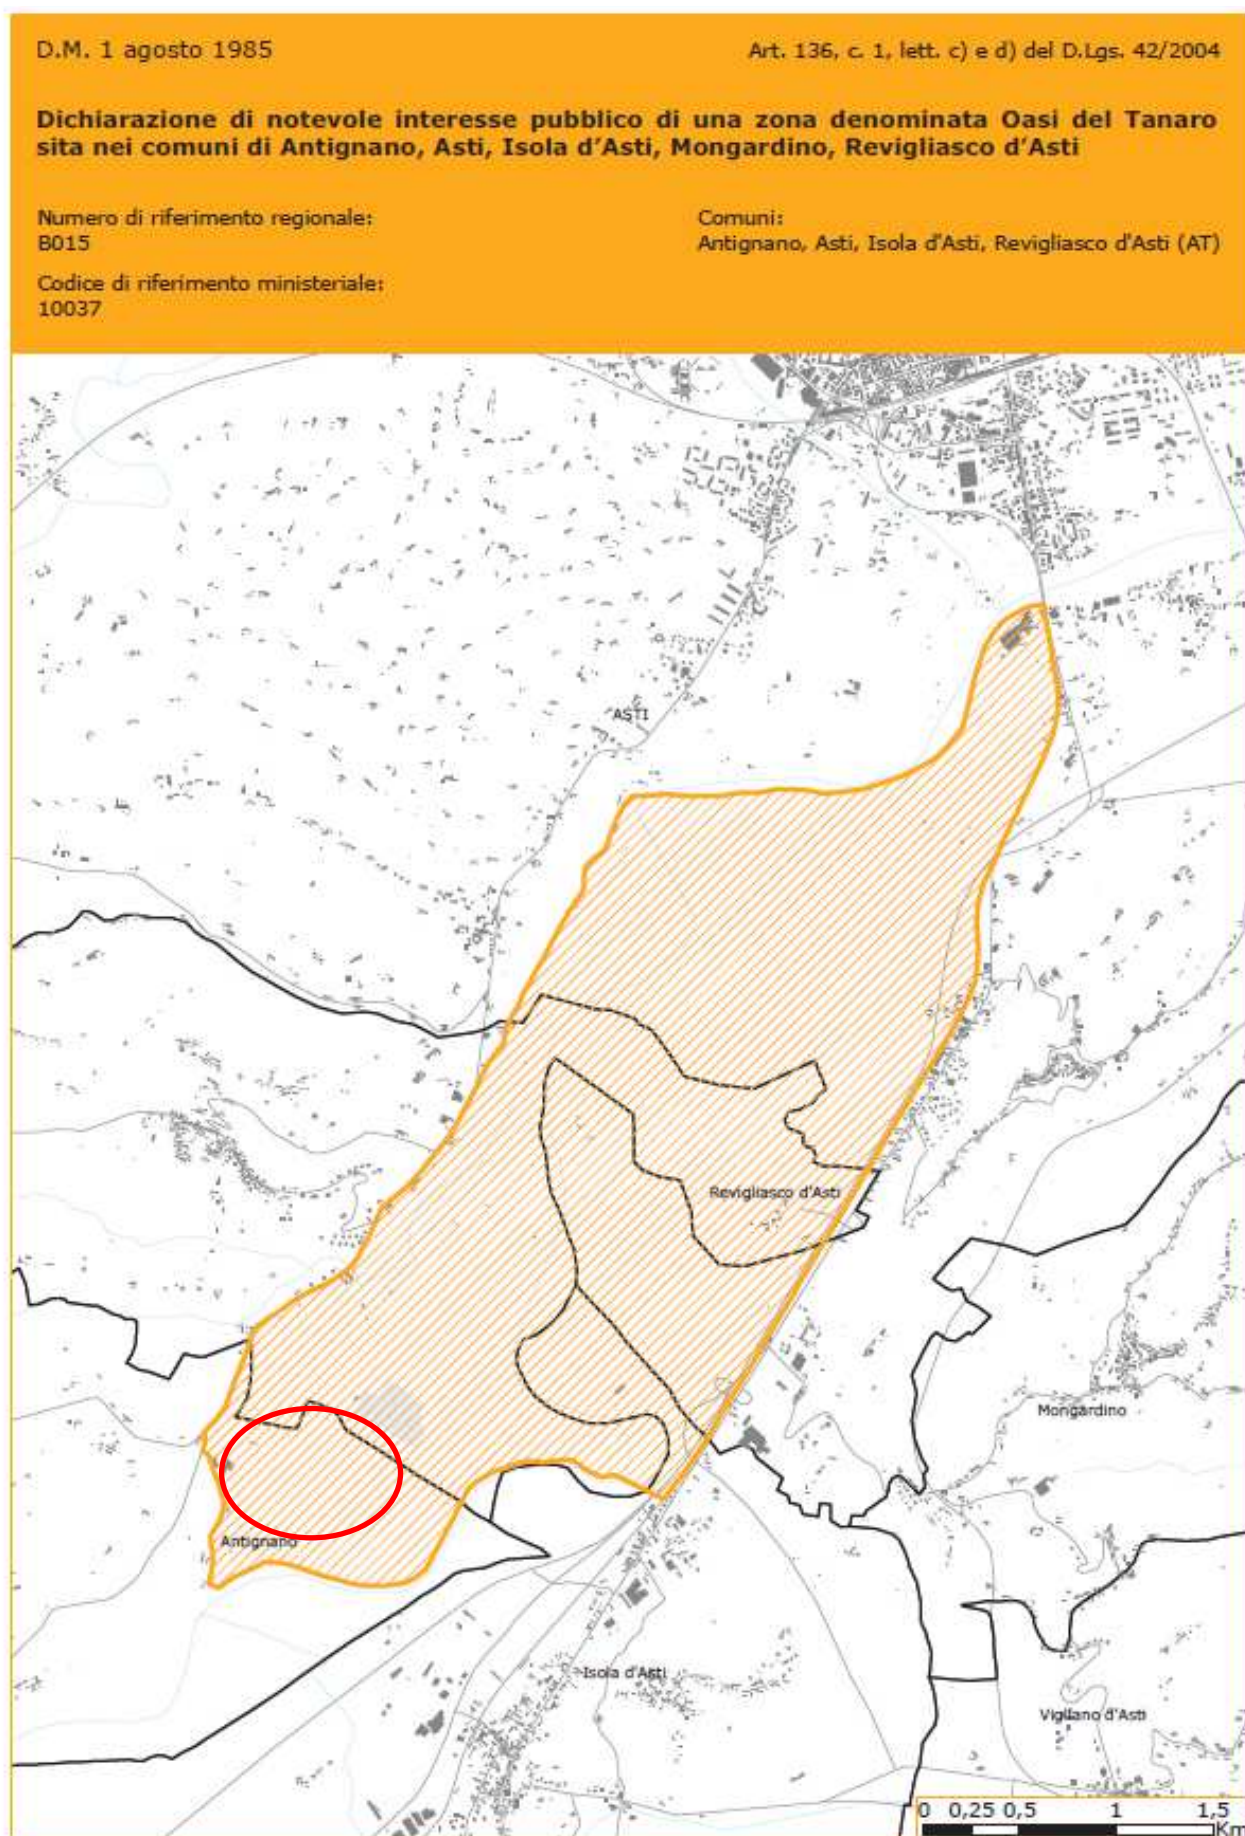 D.M. 1 agosto 1985
Art. 136, c. 1, lett. c) e d) del D.Lgs. 42/2004
Dichiarazione di notevole interesse pubblico di una zona denominata Oasi del Tanaro
sita nei comuni di Antignano, Asti, Isola d'Asti, Mongardino, Revigliasco d'Asti
Numero di riferimento regionale:
B015
Comuni:
Antignano, Asti, Isola d'Asti, Revigliasco d'Asti (AT)
Codice di riferimento ministeriale:
10037
ASTI
Revigliasco d'Asti
Mongardino
Antignano
Isola d'Asti
Vigliano d'Asti
0 0,25 0,5 1 1,5
Km